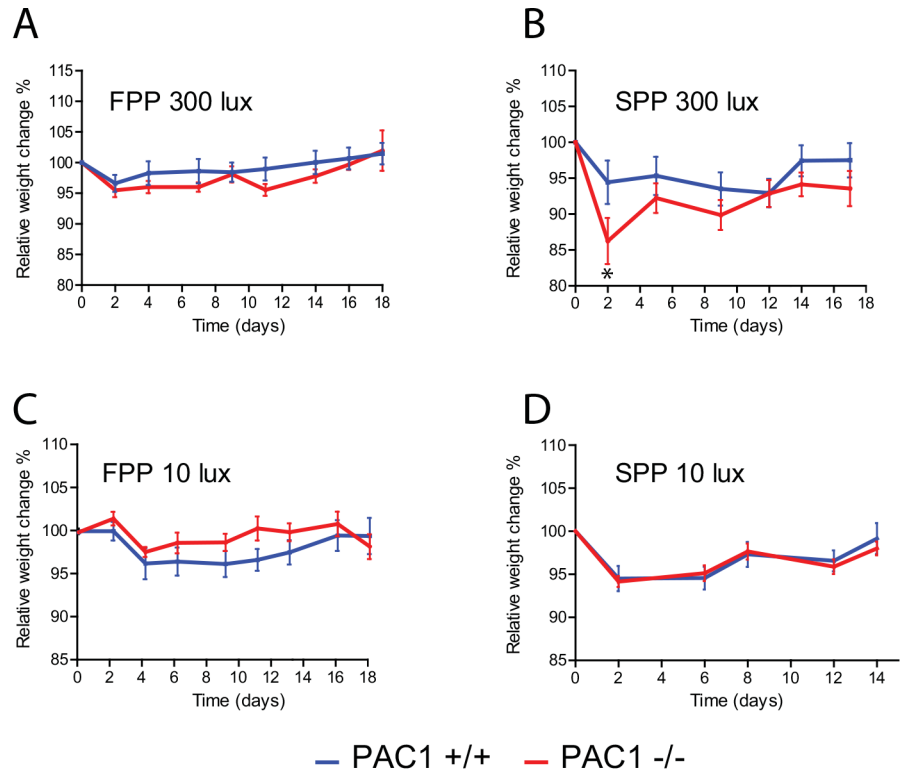 A
Relative weight change %
115
110
105
100
95
90
85
80
FPP 300 lux
0 2 4 6 8 10 12 14 16 18
Time (days)
B
Relative weight change %
110
105
100
95
90
85
80
SPP 300 lux
*
0 2 4 6 8 10 12 14 16 18
Time (days)
C
Relative weight change %
110
105
100
95
90
85
FPP 10 lux
0 2 4 6 8 10 12 14 16 18
Time (days)
D
Relative weight change %
110
105
100
95
90
85
SPP 10 lux
0 2 4 6 8 10 12 14
Time (days)
PAC1 +/+ PAC1 -/-